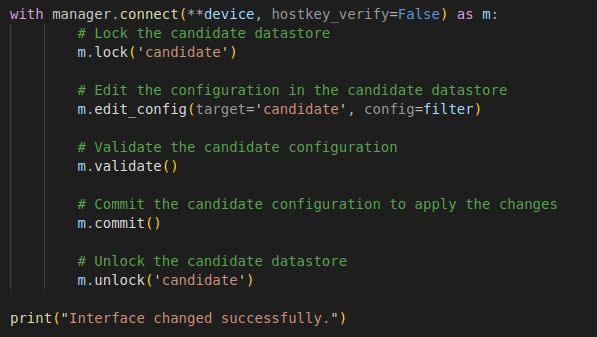 with manager.connect(**device, hostkey_verify=False) as m:
# Lock the candidate datastore
m.lock('candidate')
# Edit the configuration in the candidate datastore
m.edit_config(target='candidate', config=filter)
# Validate the candidate configuration
m.validate()
# Commit the candidate configuration to apply the changes
m.commit()
# Unlock the candidate datastore
m.unlock('candidate')
print("Interface changed successfully.")